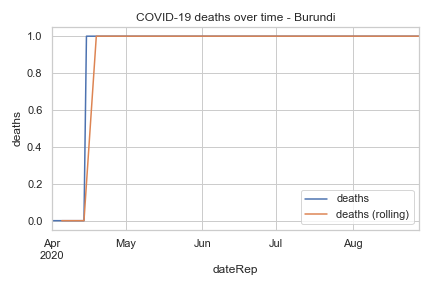 COVID-19 deaths over time - Burundi
deaths
1.0
0.8
0.6
0.4
0.2
0.0
deaths
deaths (rolling)
Apr May Jun Jul Aug
2020
dateRep